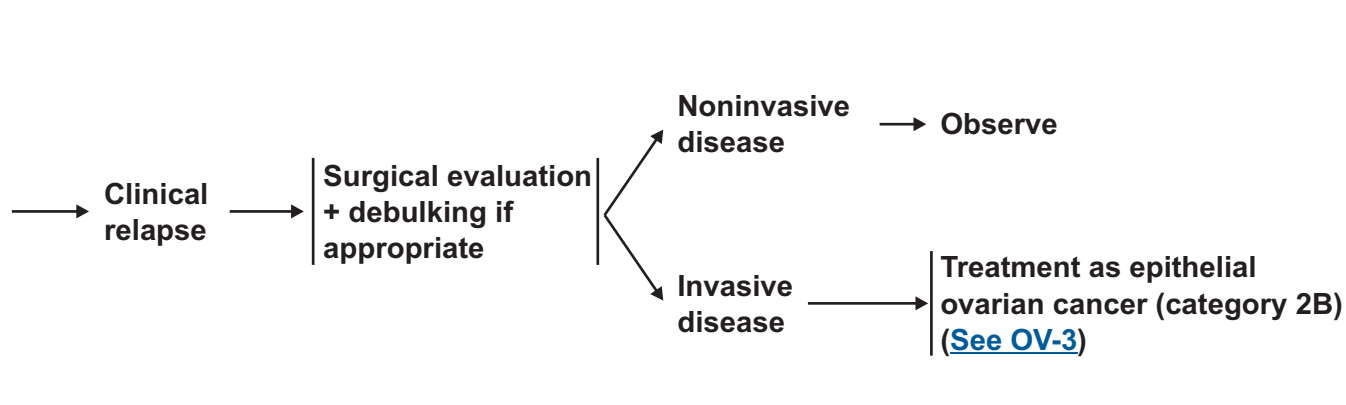 Clinical
relapse
Surgical evaluation
+ debulking if
appropriate
Noninvasive
disease
Observe
Invasive
disease
Treatment as epithelial
ovarian cancer (category 2B)
(See OV-3)